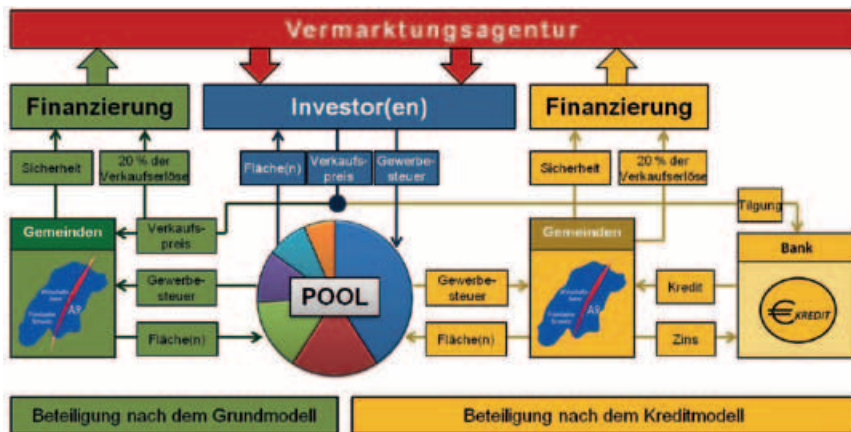 Vermarktungsagentur
Finanzierung
Investor(en)
Finanzierung
Sicherheit
20 % der
Verkaufserlöse
Fläche(n)
Verkaufs-
preis
Gewerbe-
steuer
Sicherheit
20 % der
Verkaufserlöse
Tilgung
Gemeinden
Verkaufs-
preis
Gemeinden
Bank
Gewerbe-
steuer
POOL
Gewerbe-
steuer
Kredit
A9
A9
€ KREDIT
Fläche(n)
Fläche(n)
Zins
Beteiligung nach dem Grundmodell
Beteiligung nach dem Kreditmodell